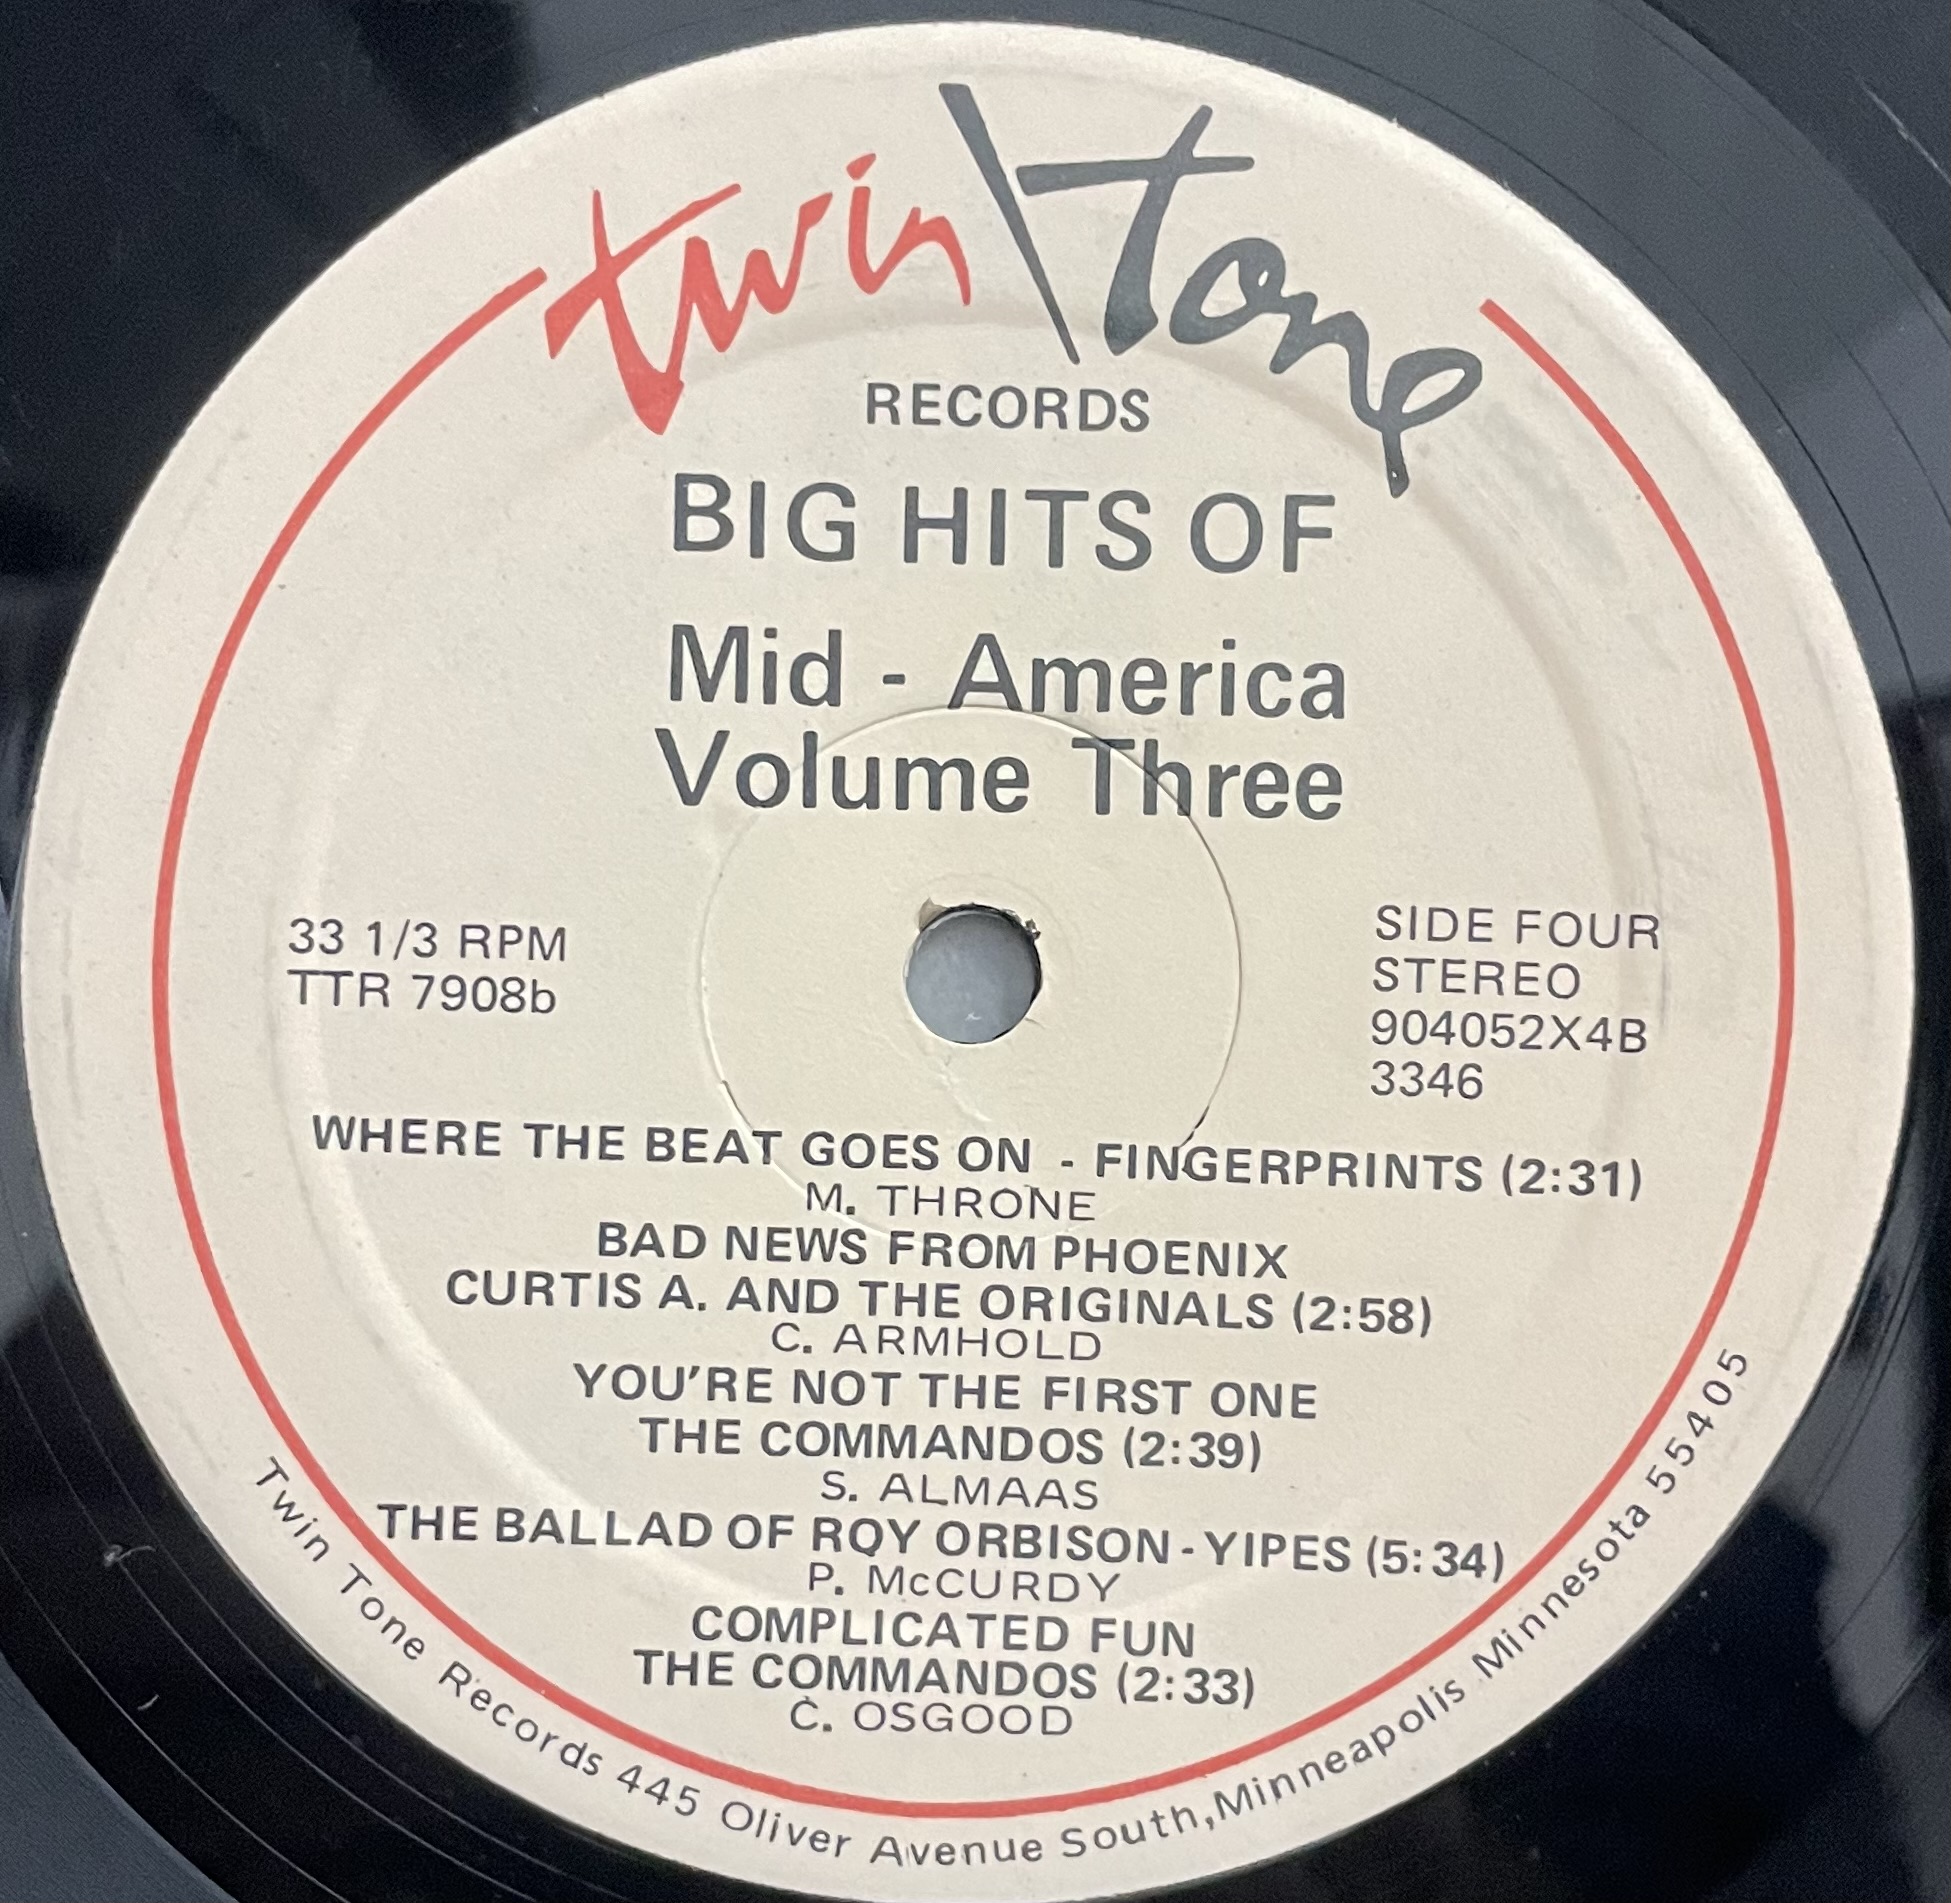 twin\Tone
RECORDS
BIG HITS OF
Mid - America
Volume Three
33 1/3 RPM
TTR 7908b
SIDE FOUR
STEREO
904052X4B
3346
WHERE THE BEAT GOES ON - FINGERPRINTS (2:31)
M. THRONE
BAD NEWS FROM PHOENIX
CURTIS A. AND THE ORIGINALS (2:58)
C. ARMHOLD
YOU'RE NOT THE FIRST ONE
THE COMMANDOS (2:39)
S. ALMAAS
THE BALLAD OF ROY ORBISON - YIPES (5:34)
P. McCURDY
COMPLICATED FUN
THE COMMANDOS (2:33)
C. OSGOOD
Twin Tone Records 445 Oliver Avenue South, Minneapolis Minnesota 55405